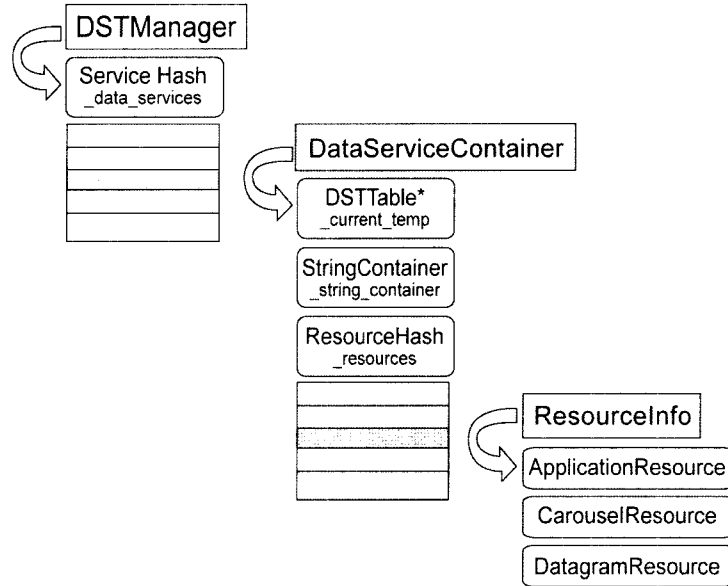 DSTManager
Service Hash
_data_services
DataServiceContainer
DSTTable*
_current_temp
StringContainer
_string_container
ResourceHash
_resources
ResourceInfo
ApplicationResource
CarouselResource
DatagramResource